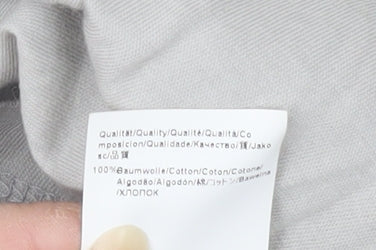 Qualität/Quality/Qualité/Qualità/Co
mposicion/Qualidade/Качество/質/Jako
sc/品質
100%Baumwolle/Cotton/Coton/Cotone/
Algodão/Algodón/綿/コットン/Bawełna
/ХЛОПОК